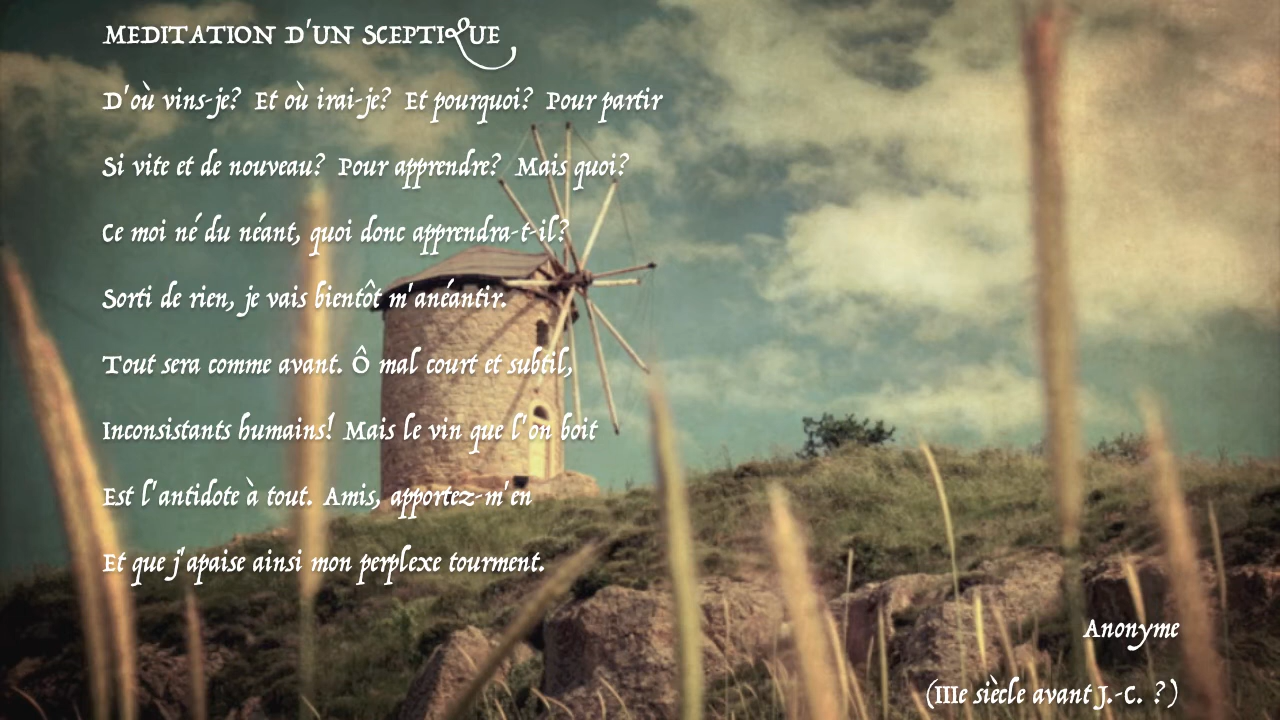 MEDITATION D'UN SCEPTIQUE
D'où vins-je? Et où irai-je? Et pourquoi? Pour partir
Si vite et de nouveau? Pour apprendre? Mais quoi?
Ce moi né du néant, quoi donc apprendra-t-il?
Sorti de rien, je vais bientôt m'anéantir.
Tout sera comme avant. Ô mal court et subtil,
Inconsistants humains! Mais le vin que l'on boit
Est l'antidote à tout. Amis, apportez-m'en
Et que j'apaise ainsi mon perplexe tourment.
Anonyme
(IIIe siècle avant J.-C. ?)